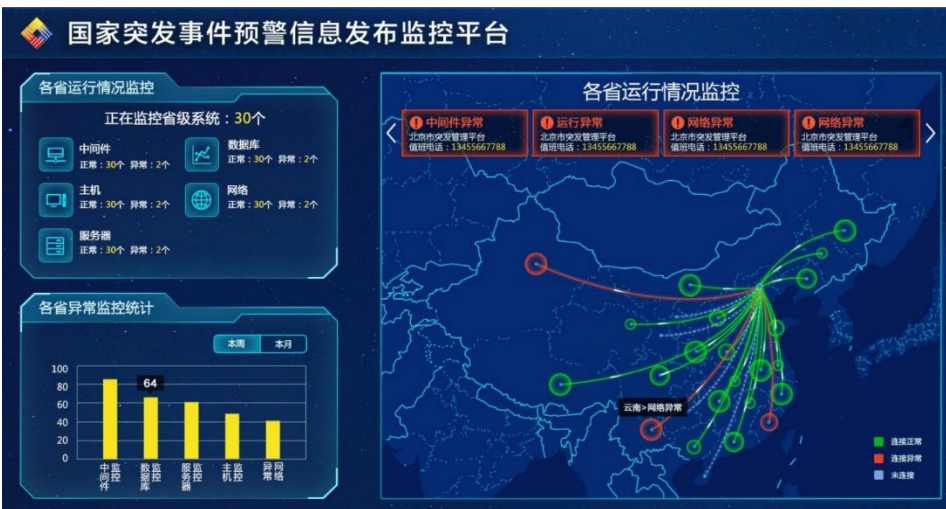 国家突发事件预警信息发布监控平台
各省运行情况监控
正在监控省级系统：30个
中间件
正常：30个 异常：2个
数据库
正常：30个 异常：2个
主机
正常：30个 异常：2个
网络
正常：30个 异常：2个
服务器
正常：30个 异常：2个
各省异常监控统计
本周 本月
100
80
60
40
20
0
64
中间件监控
数据库监控
服务器监控
主机监控
网络异常
各省运行情况监控
中间件异常
北京市突发管理平台
值班电话：13455667788
运行异常
北京市突发管理平台
值班电话：13455667788
网络异常
北京市突发管理平台
值班电话：13455667788
网络异常
北京市突发管理平台
值班电话：13455667788
云南>网络异常
连接正常
连接异常
未连接